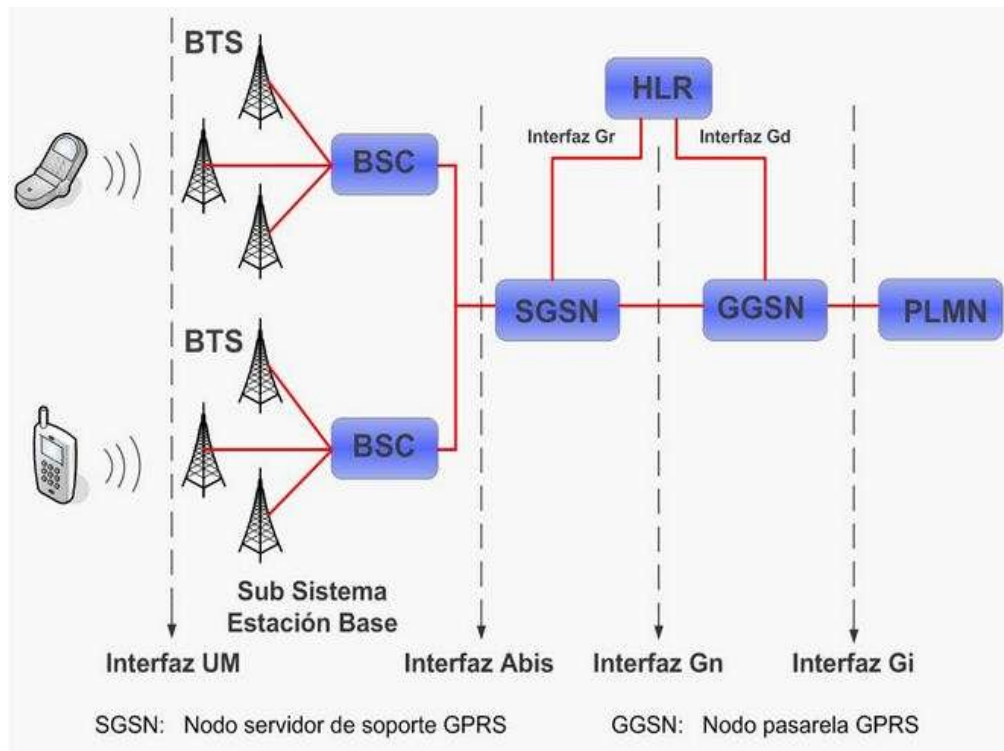 BTS
HLR
Interfaz Gr
Interfaz Gd
BSC
SGSN
GGSN
PLMN
BTS
BSC
Sub Sistema
Estación Base
Interfaz UM
Interfaz Abis
Interfaz Gn
Interfaz Gi
SGSN: Nodo servidor de soporte GPRS
GGSN: Nodo pasarela GPRS